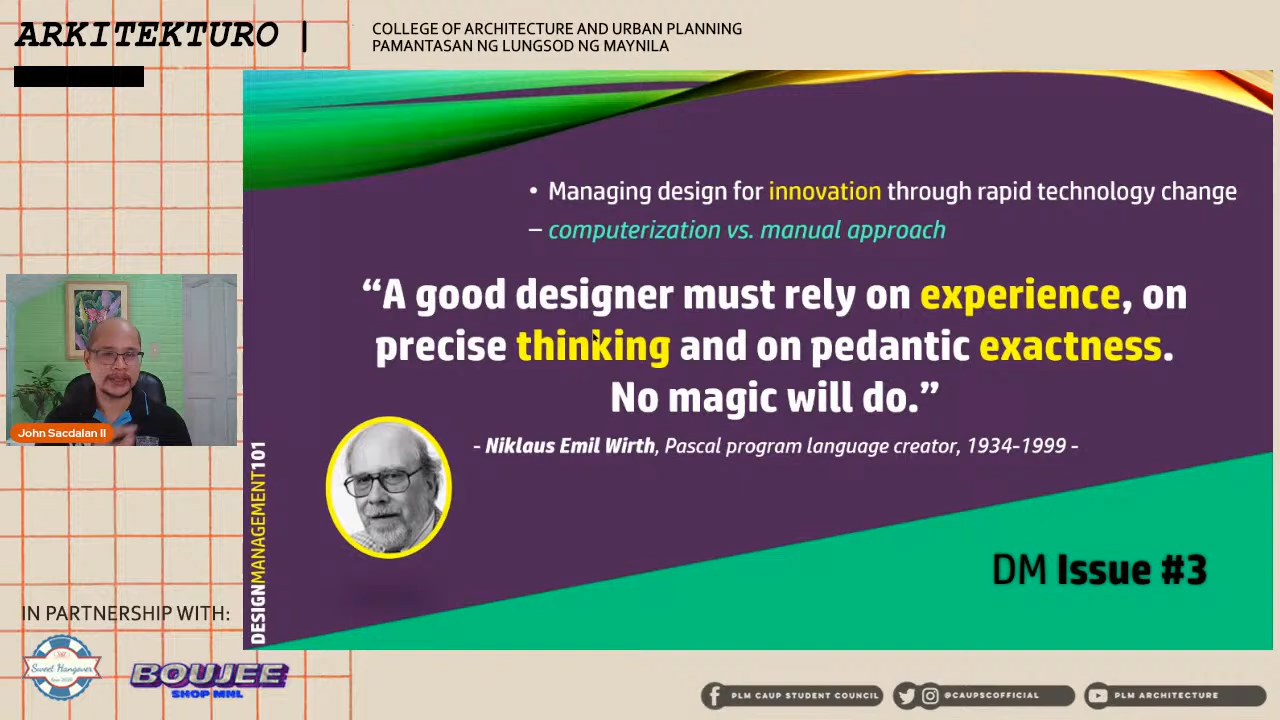 ARKITEKTURO |
COLLEGE OF ARCHITECTURE AND URBAN PLANNING
PAMANTASAN NG LUNGSOD NG MAYNILA
• Managing design for innovation through rapid technology change
– computerization vs. manual approach
“A good designer must rely on experience, on
precise thinking and on pedantic exactness.
No magic will do.”
- Niklaus Emil Wirth, Pascal program language creator, 1934-1999 -
John Sacdalan II
DESIGNMANAGEMENT101
DM Issue #3
IN PARTNERSHIP WITH:
Sweet Hangover
BOUJEE
SHOP MNL
PLM CAUP STUDENT COUNCIL
@CAUPSCOFFICIAL
PLM ARCHITECTURE